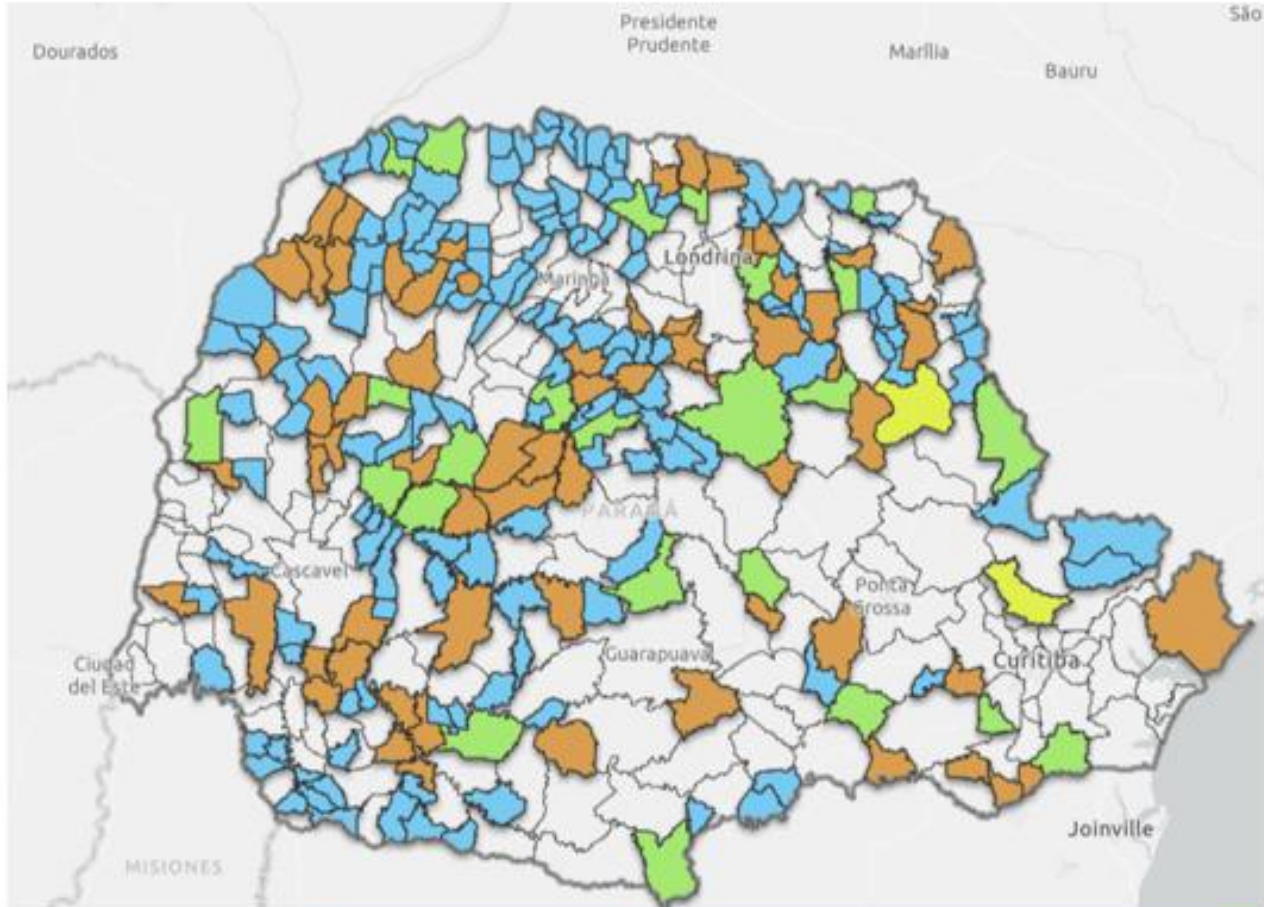 São
Presidente
Prudente
Dourados
Marília
Bauru
Londrina
Maringá
PARANÁ
Cascavel
Ponta
Grossa
Guarapuava
Curitiba
Ciudad
del Este
Joinville
MISIONES